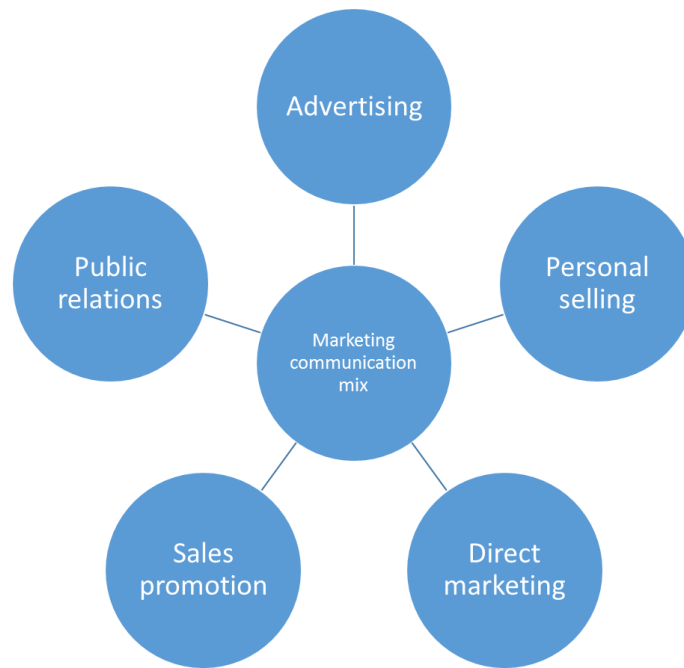 Advertising
Public
relations
Personal
selling
Marketing
communication
mix
Sales
promotion
Direct
marketing